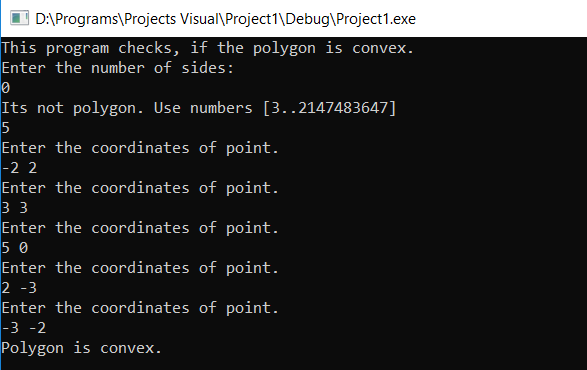 D:\Programs\Projects Visual\Project1\Debug\Project1.exe
This program checks, if the polygon is convex.
Enter the number of sides:
0
Its not polygon. Use numbers [3..2147483647]
5
Enter the coordinates of point.
-2 2
Enter the coordinates of point.
3 3
Enter the coordinates of point.
5 0
Enter the coordinates of point.
2 -3
Enter the coordinates of point.
-3 -2
Polygon is convex.